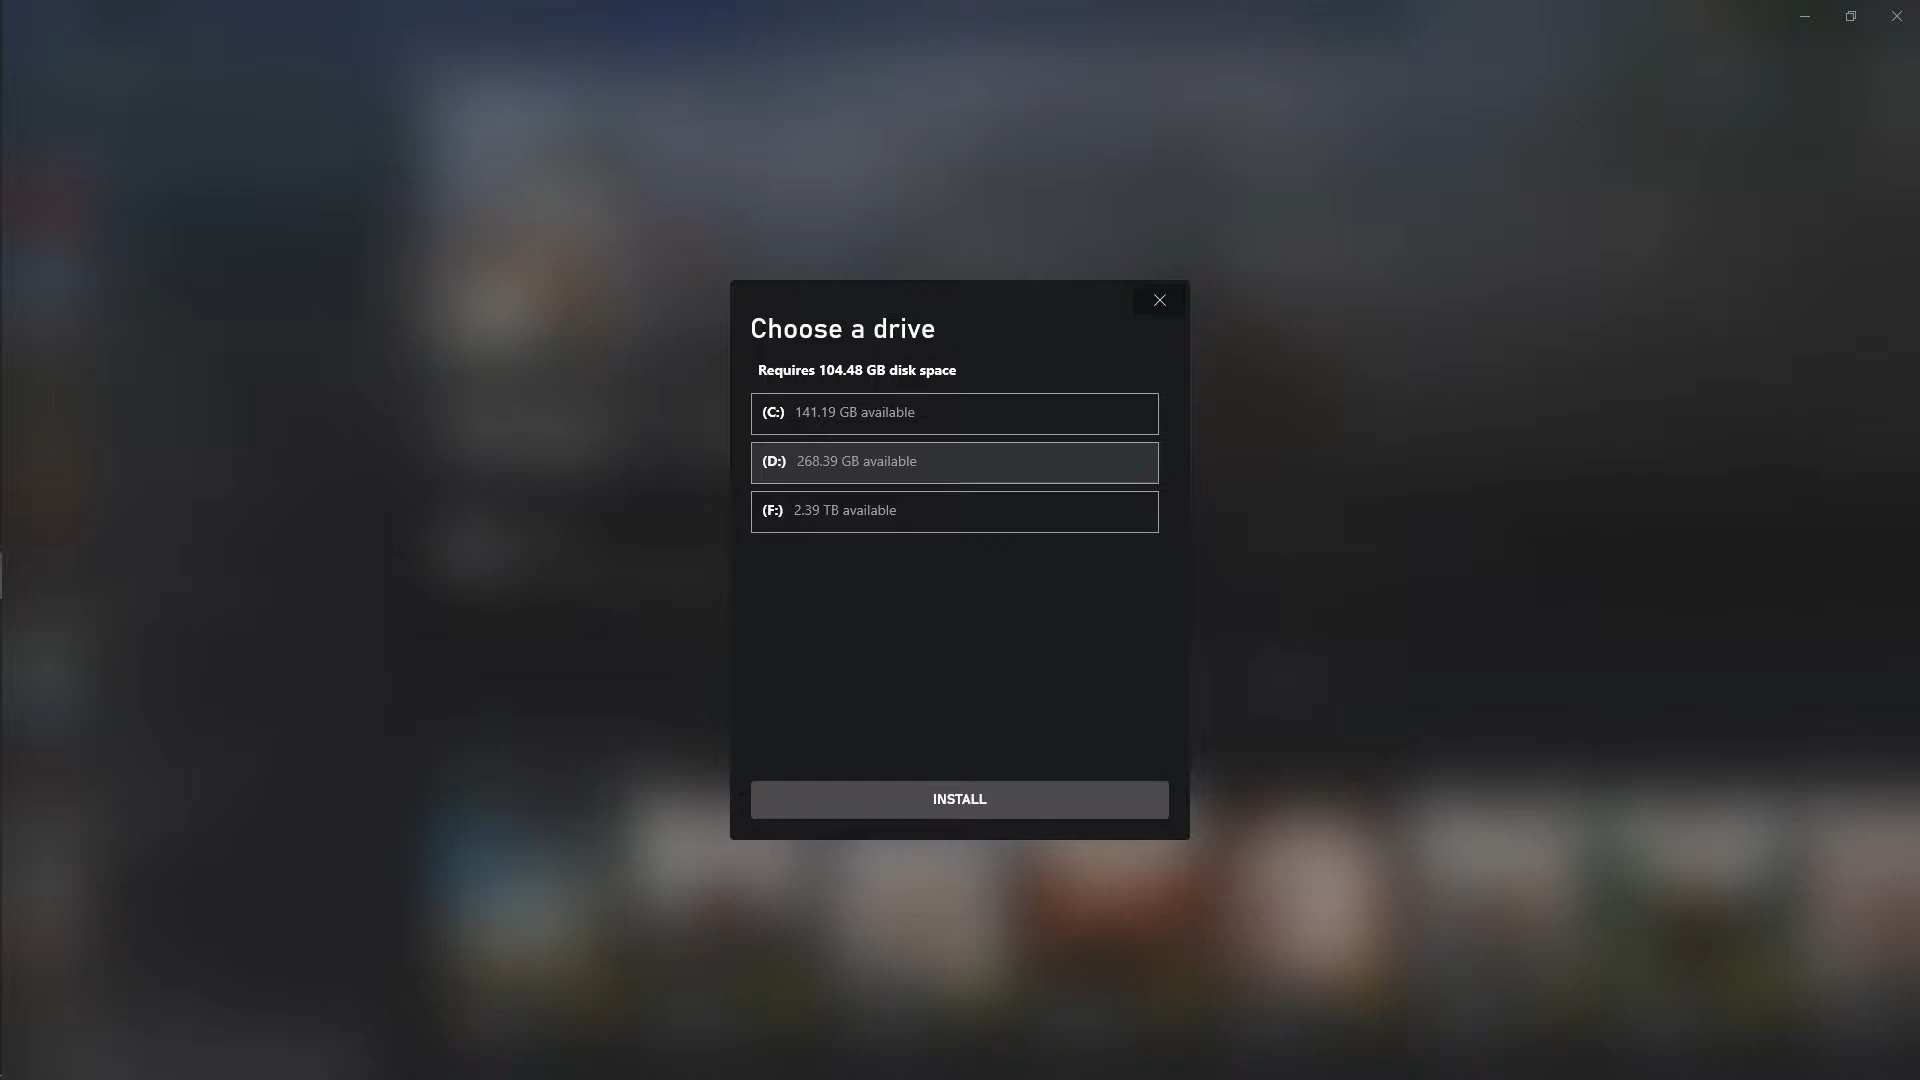 Choose a drive
Requires 104.48 GB disk space
(C:) 141.19 GB available
(D:) 268.39 GB available
(F:) 2.39 TB available
INSTALL